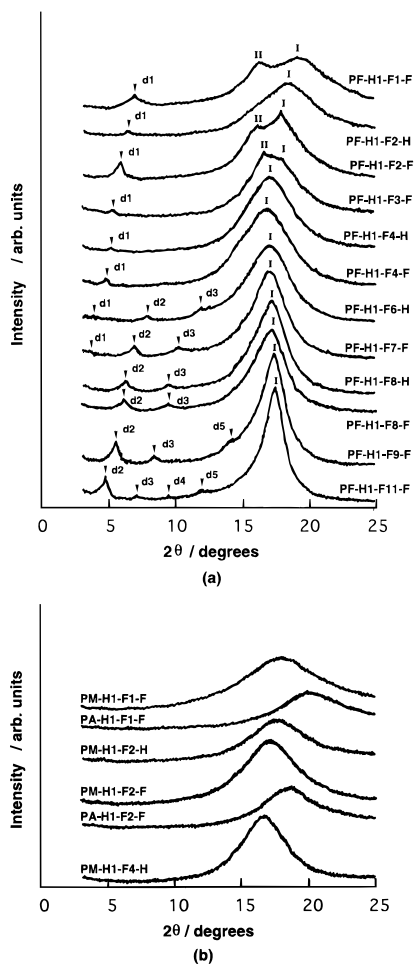 (a)
Intensity / arb. units
II I
d1 PF-H1-F1-F
I
d1 PF-H1-F2-H
II I
d1 PF-H1-F2-F
II I
d1 PF-H1-F3-F
I
d1 PF-H1-F4-H
I
d1 PF-H1-F4-F
I
d1 d2 d3 PF-H1-F6-H
I
d1 d2 d3 PF-H1-F7-F
I
d2 d3 PF-H1-F8-H
I
d2 d3 PF-H1-F8-F
I
d2 d3 d5 PF-H1-F9-F
I
d2 d3 d4 d5 PF-H1-F11-F
0 5 10 15 20 25
2θ / degrees
(a)
Intensity / arb. units
PM-H1-F1-F
PA-H1-F1-F
PM-H1-F2-H
PM-H1-F2-F
PA-H1-F2-F
PM-H1-F4-H
0 5 10 15 20 25
2θ / degrees
(b)